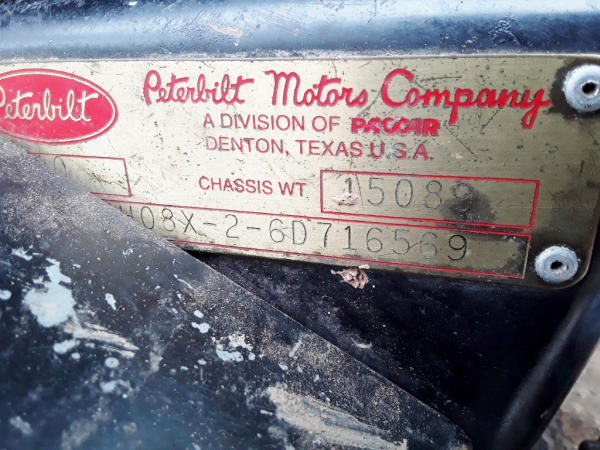 Peterbilt
Peterbilt Motors Company
A DIVISION OF PACCAR
DENTON, TEXAS U.S.A.
CHASSIS WT 15089
H08X-2-6D716569